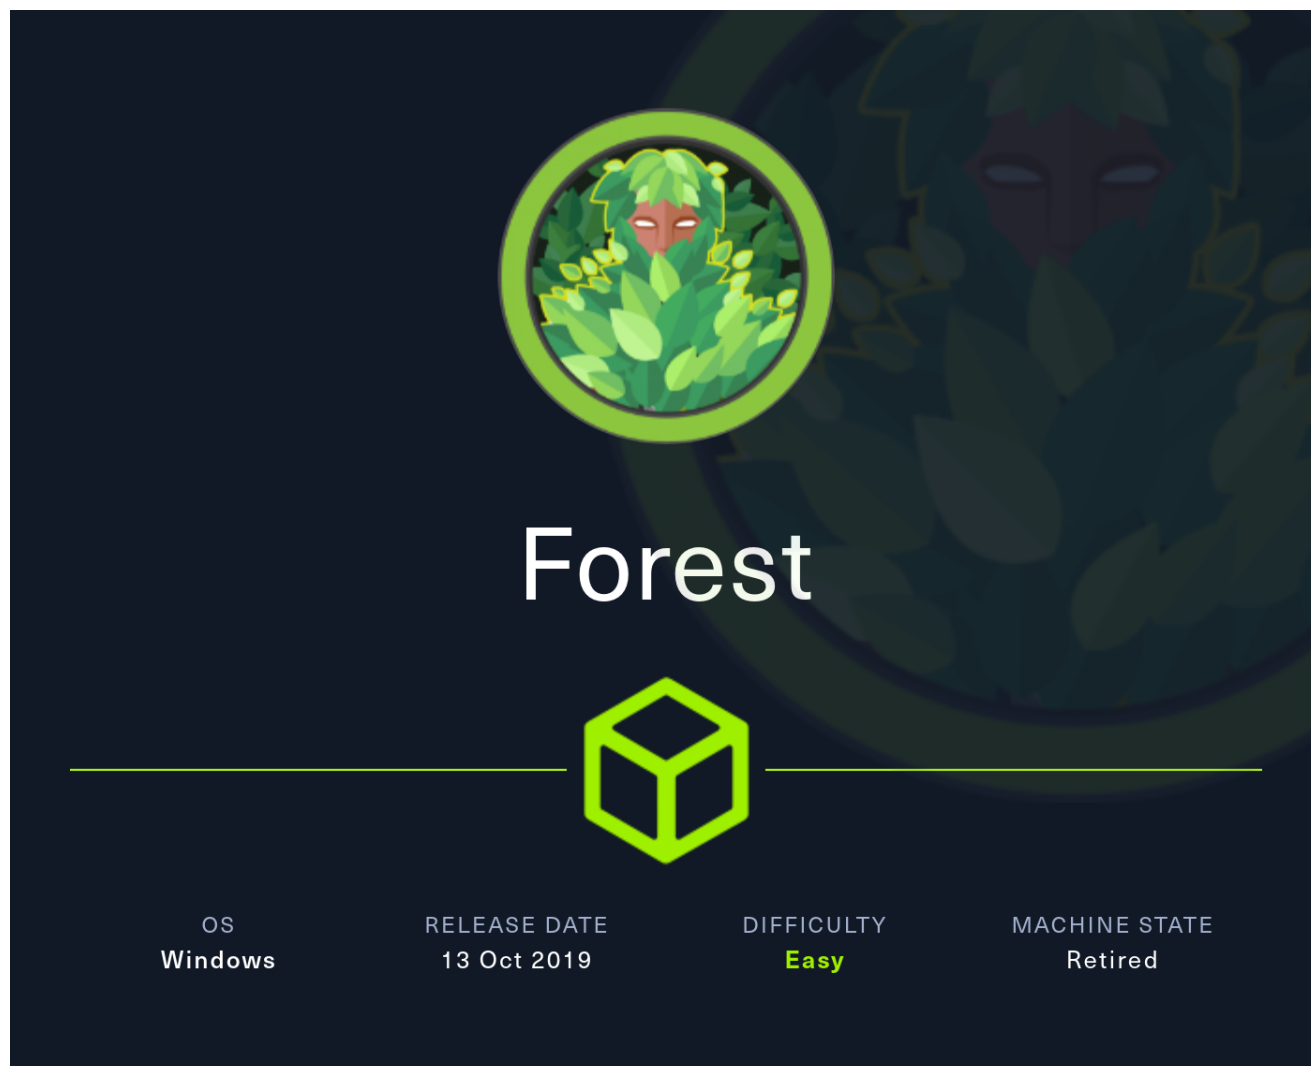 Forest
OS
Windows
RELEASE DATE
13 Oct 2019
DIFFICULTY
Easy
MACHINE STATE
Retired